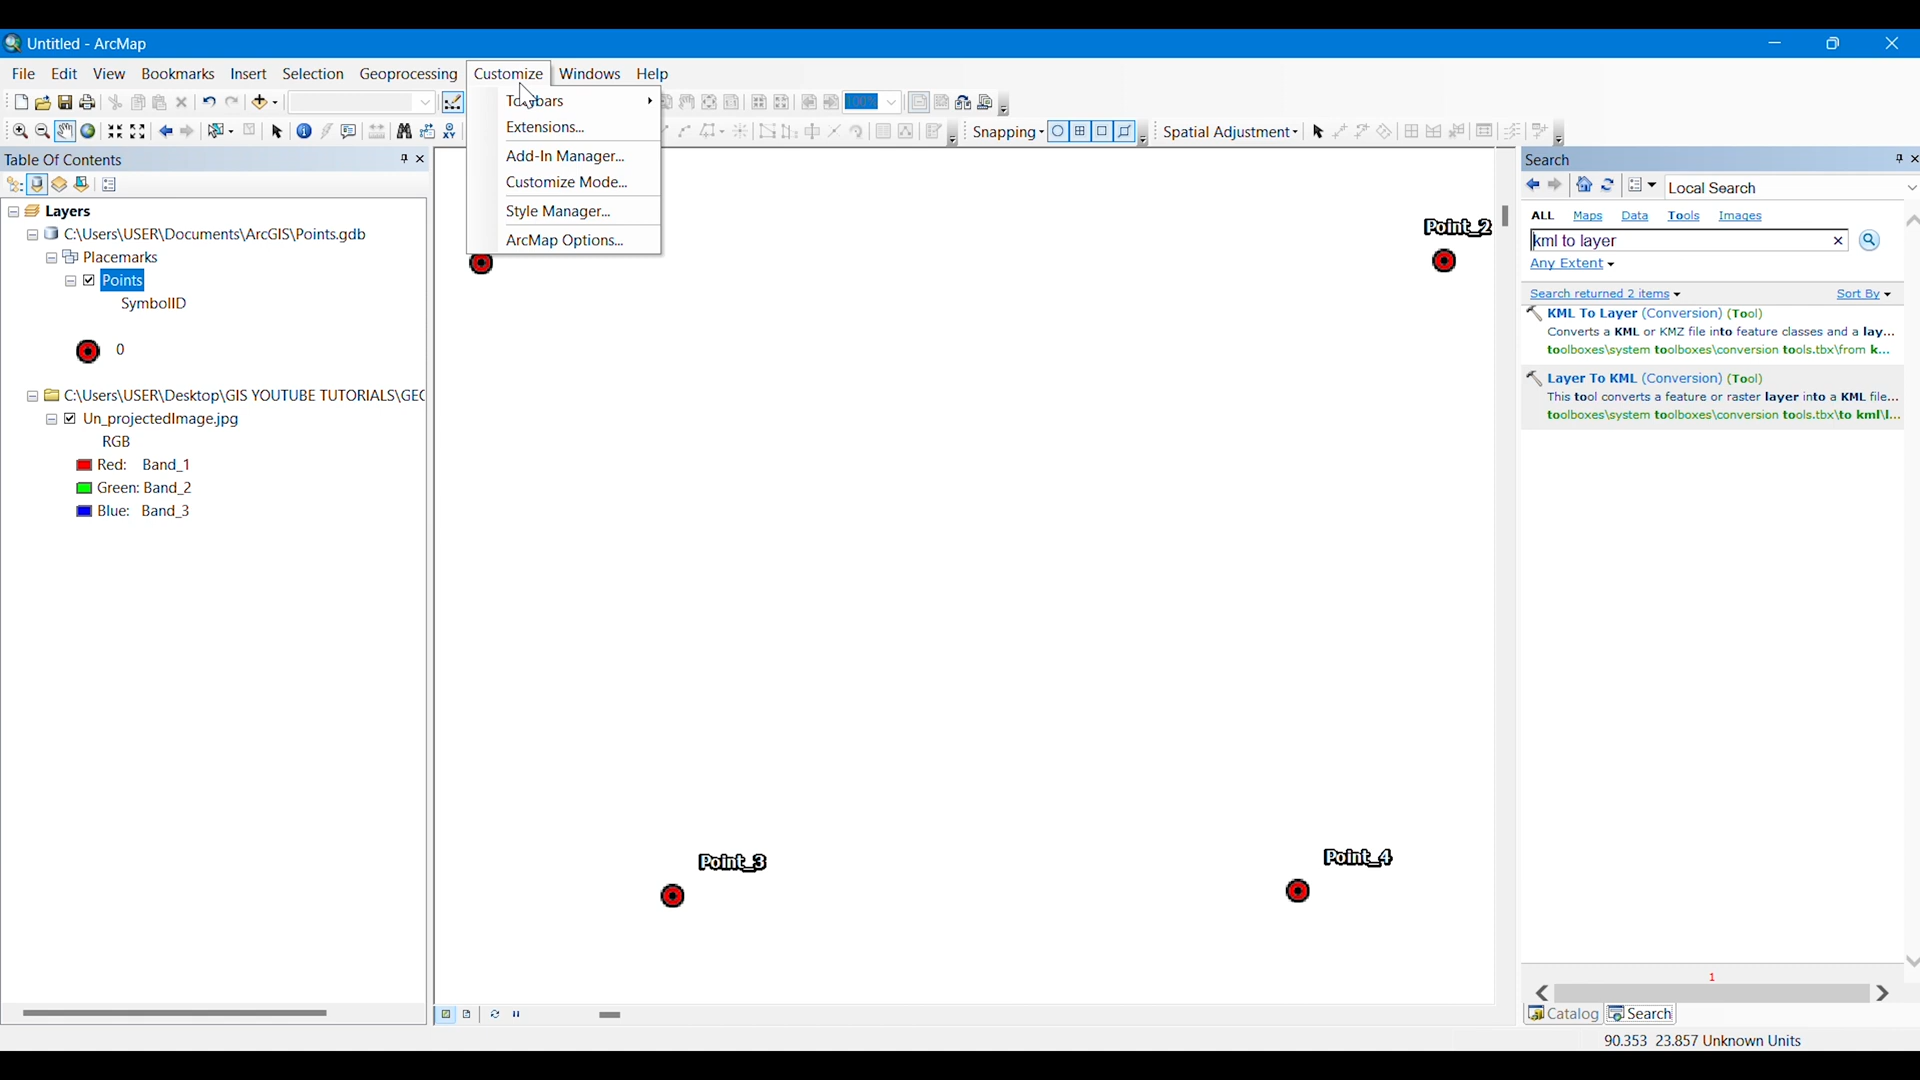 Untitled - ArcMap
File Edit View Bookmarks Insert Selection Geoprocessing Customize Windows Help
100%
Snapping Spatial Adjustment
Toolbars
Extensions...
Add-In Manager...
Customize Mode...
Style Manager...
ArcMap Options...
Table Of Contents
Layers
C:\Users\USER\Documents\ArcGIS\Points.gdb
Placemarks
Points
SymbolID
0
C:\Users\USER\Desktop\GIS YOUTUBE TUTORIALS\GEC
Un_projectedImage.jpg
RGB
Red: Band_1
Green: Band_2
Blue: Band_3
Point_2
Point_3
Point_4
Search
Local Search
ALL Maps Data Tools Images
kml to layer
Any Extent
Search returned 2 items Sort By
KML To Layer (Conversion) (Tool)
Converts a KML or KMZ file into feature classes and a lay...
toolboxes\system toolboxes\conversion tools.tbx\from k...
Layer To KML (Conversion) (Tool)
This tool converts a feature or raster layer into a KML file...
toolboxes\system toolboxes\conversion tools.tbx\to kml\l...
1
Catalog Search
90.353 23.857 Unknown Units